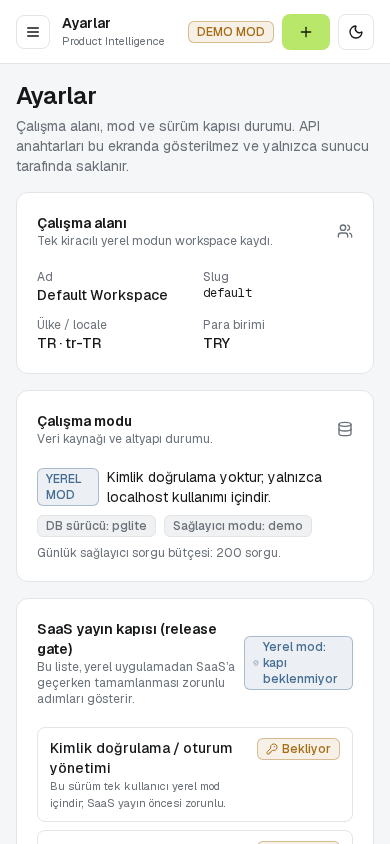 Ayarlar
Product Intelligence
DEMO MOD
Ayarlar
Çalışma alanı, mod ve sürüm kapısı durumu. API
anahtarları bu ekranda gösterilmez ve yalnızca sunucu
tarafında saklanır.
Çalışma alanı
Tek kiracılı yerel modun workspace kaydı.
Ad
Default Workspace
Slug
default
Ülke / locale
TR · tr-TR
Para birimi
TRY
Çalışma modu
Veri kaynağı ve altyapı durumu.
YEREL
MOD
Kimlik doğrulama yoktur; yalnızca
localhost kullanımı içindir.
DB sürücü: pglite
Sağlayıcı modu: demo
Günlük sağlayıcı sorgu bütçesi: 200 sorgu.
SaaS yayın kapısı (release
gate)
Bu liste, yerel uygulamadan SaaS'a
geçerken tamamlanması zorunlu
adımları gösterir.
Yerel mod:
kapı
beklenmiyor
Kimlik doğrulama / oturum
yönetimi
Bu sürüm tek kullanıcı yerel mod
içindir; SaaS yayın öncesi zorunlu.
Bekliyor